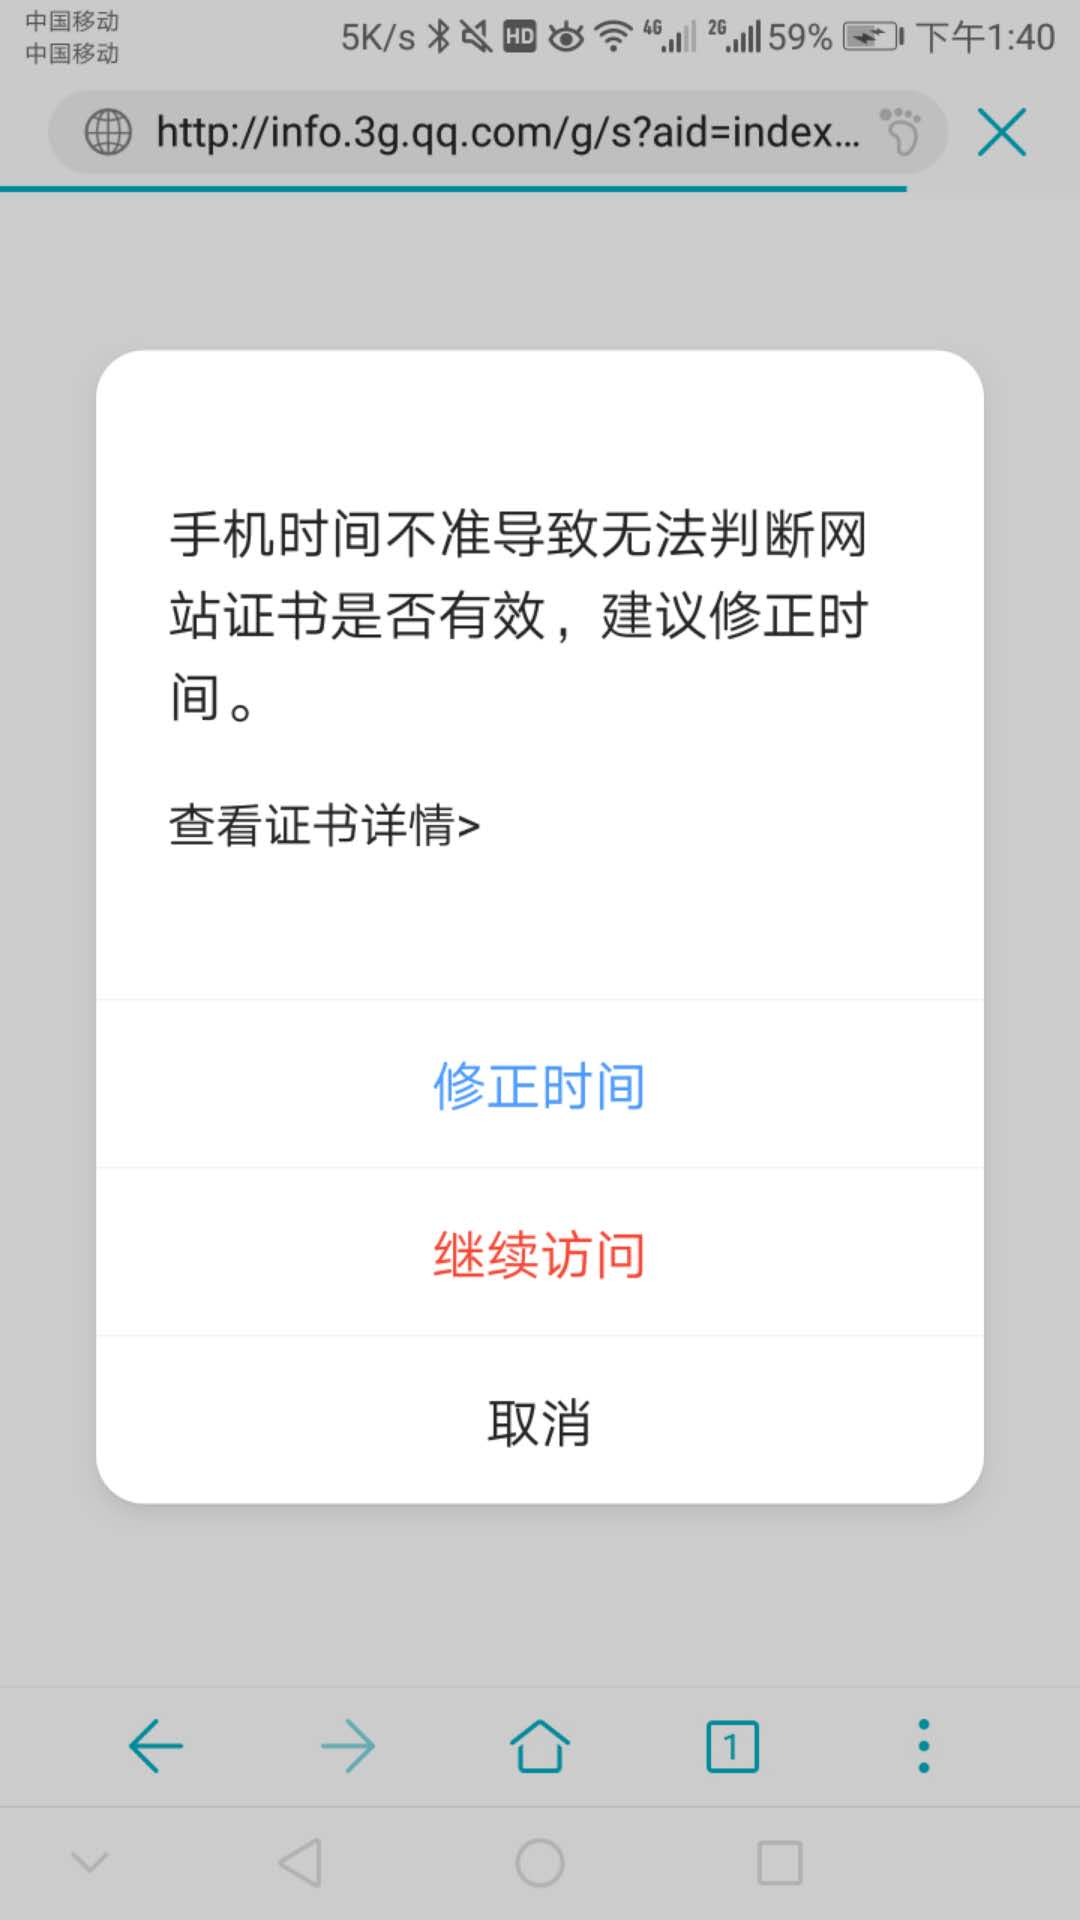 中国移动
中国移动
5K/s HD 4G 2G 59% 下午1:40
http://info.3g.qq.com/g/s?aid=index...
手机时间不准导致无法判断网
站证书是否有效，建议修正时
间。
查看证书详情>
修正时间
继续访问
取消
1